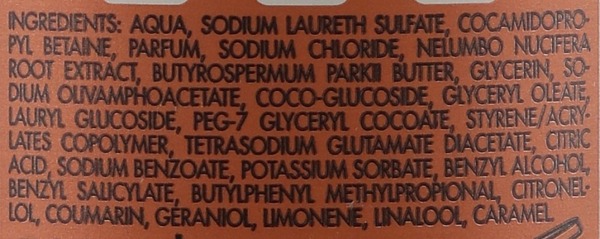 INGREDIENTS: AQUA, SODIUM LAURETH SULFATE, COCAMIDOPRO-
PYL BETAINE, PARFUM, SODIUM CHLORIDE, NELUMBO NUCIFERA
ROOT EXTRACT, BUTYROSPERMUM PARKII BUTTER, GLYCERIN, SO-
DIUM OLIVAMPHOACETATE, COCO-GLUCOSIDE, GLYCERYL OLEATE,
LAURYL GLUCOSIDE, PEG-7 GLYCERYL COCOATE, STYRENE/ACRY-
LATES COPOLYMER, TETRASODIUM GLUTAMATE DIACETATE, CITRIC
ACID, SODIUM BENZOATE, POTASSIUM SORBATE, BENZYL ALCOHOL,
BENZYL SALICYLATE, BUTYLPHENYL METHYLPROPIONAL, CITRONEL-
LOL, COUMARIN, GERANIOL, LIMONENE, LINALOOL, CARAMEL.